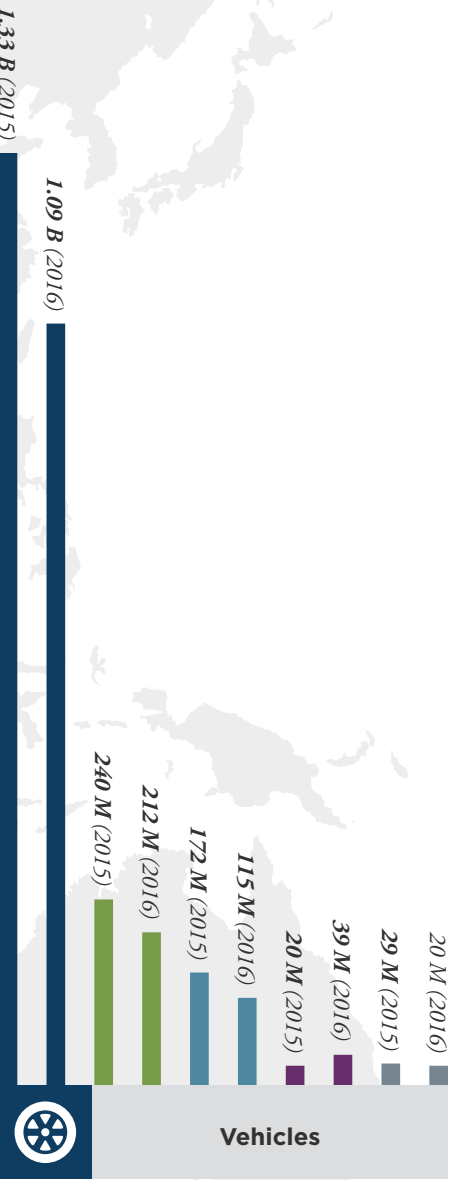 1.33 B (2015)
1.09 B (2016)
240 M (2015)
212 M (2016)
172 M (2015)
115 M (2016)
20 M (2015)
39 M (2016)
29 M (2015)
20 M (2016)
Vehicles